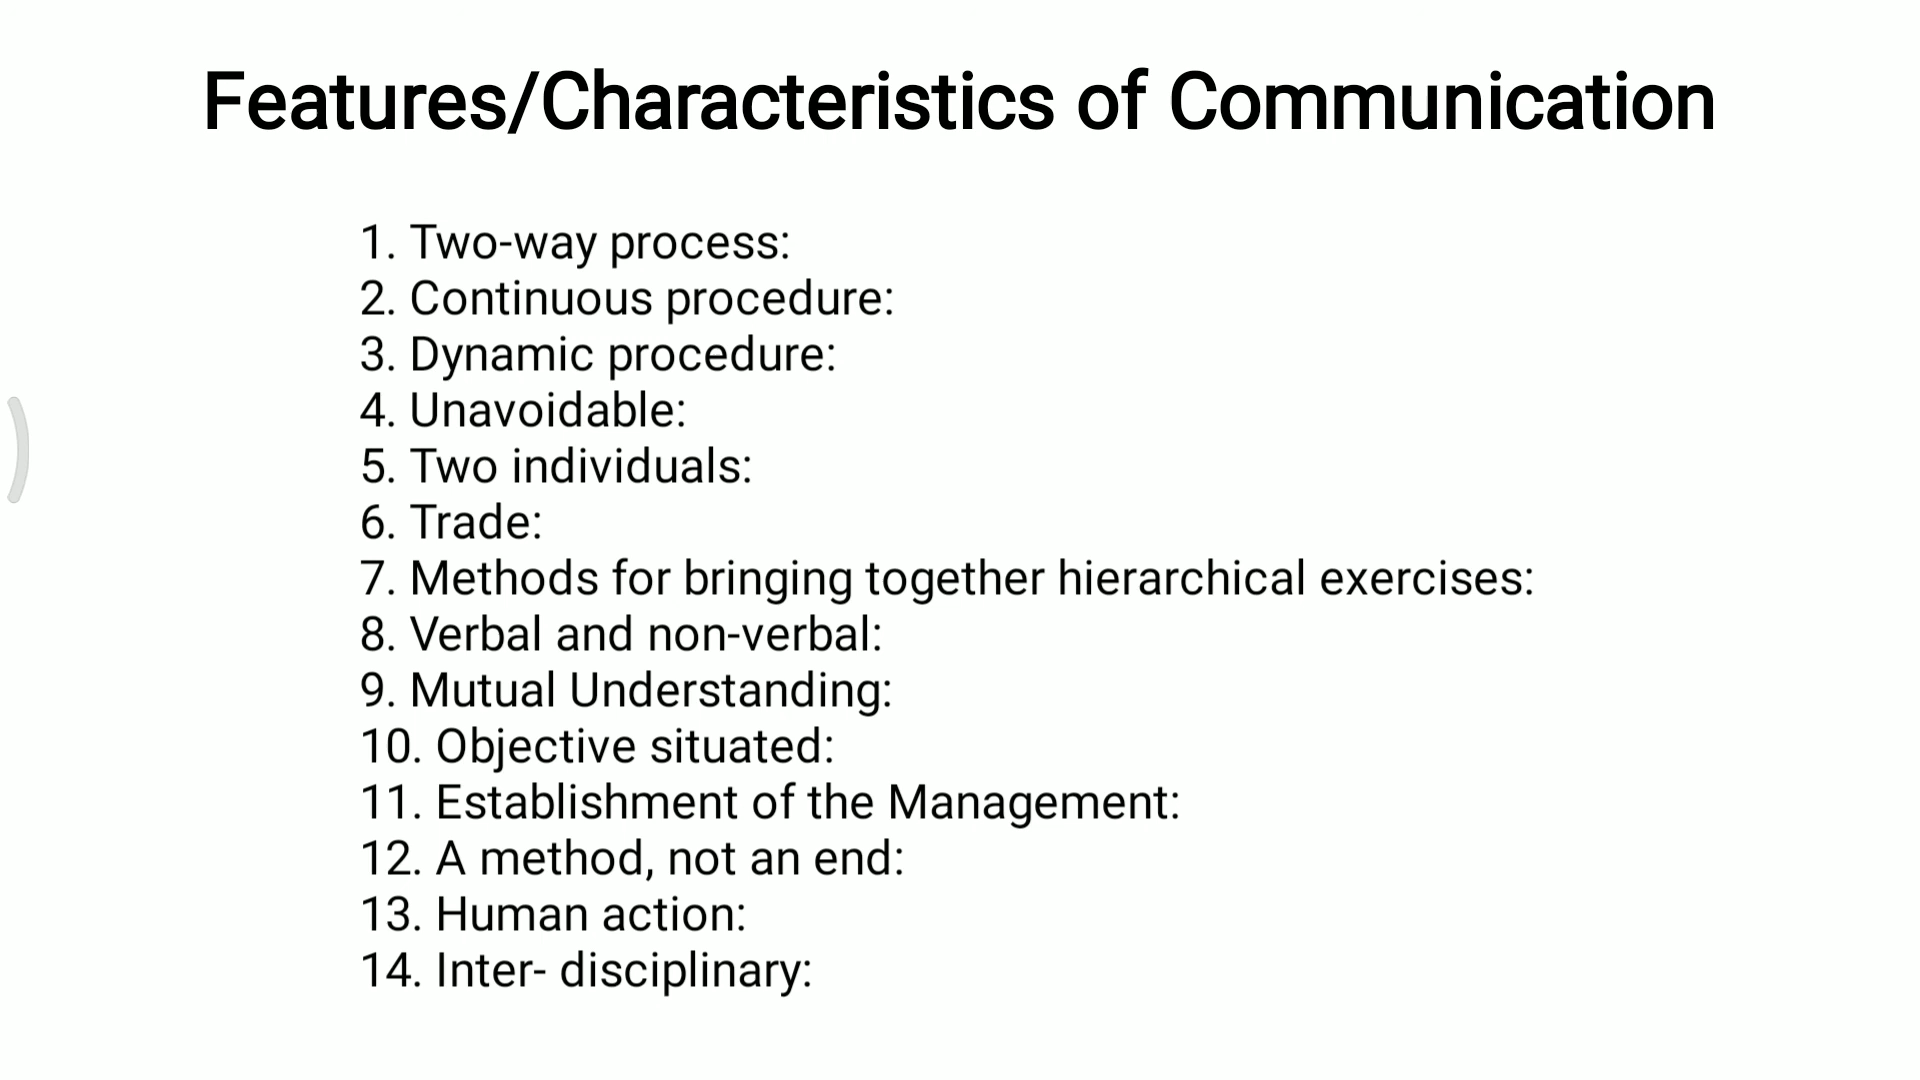 Features/Characteristics of Communication
1. Two-way process:
2. Continuous procedure:
3. Dynamic procedure:
4. Unavoidable:
5. Two individuals:
6. Trade:
7. Methods for bringing together hierarchical exercises:
8. Verbal and non-verbal:
9. Mutual Understanding:
10. Objective situated:
11. Establishment of the Management:
12. A method, not an end:
13. Human action:
14. Inter- disciplinary: